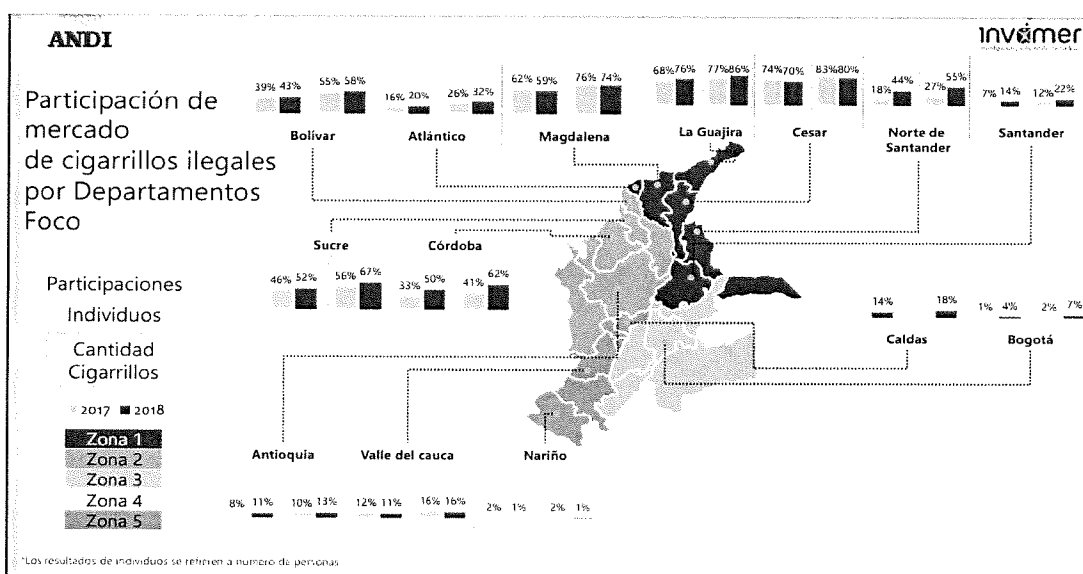 ANDI
invamer
Participación de
mercado
de cigarrillos ilegales
por Departamentos
Foco
39% 43% 55% 58%
Bolívar
16% 20% 26% 32%
Atlántico
62% 59% 76% 74%
Magdalena
68% 76% 77% 86%
La Guajira
74% 70% 83% 80%
Cesar
18% 44% 27% 55%
Norte de
Santander
7% 14% 12% 22%
Santander
Sucre
46% 52% 56% 67%
Córdoba
33% 50% 41% 62%
Participaciones
Individuos
Cantidad
Cigarrillos
2017 2018
Zona 1
Zona 2
Zona 3
Zona 4
Zona 5
14% 18%
Caldas
1% 4% 2% 7%
Bogotá
Antioquia
8% 11% 10% 13%
Valle del cauca
12% 11% 16% 16%
Nariño
2% 1% 2% 1%
*Los resultados de individuos se refieren a numero de personas